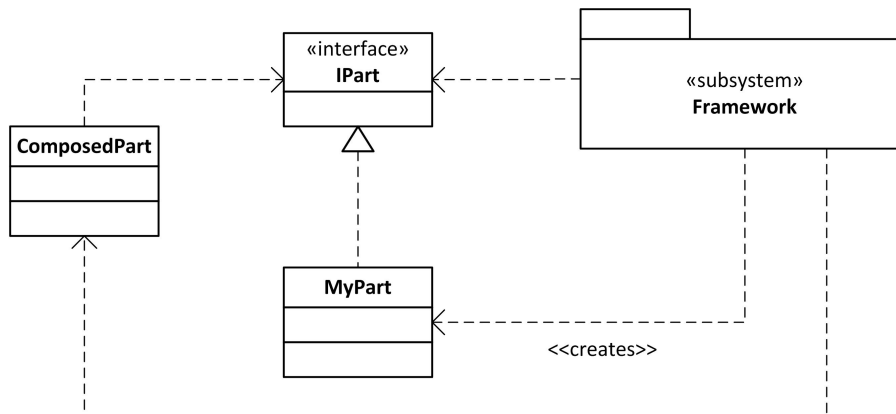 «interface»
IPart
«subsystem»
Framework
ComposedPart
MyPart
<<creates>>